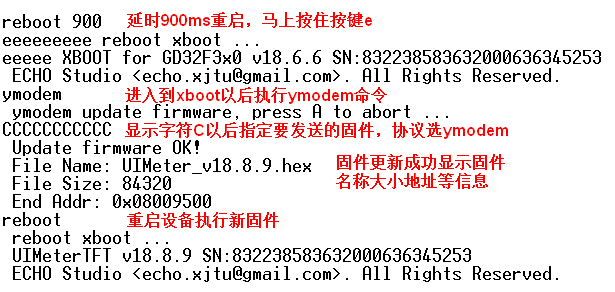 reboot 900 延时900ms重启，马上按住按键e
eeeeeeeee reboot xboot ...
eeeee XBOOT for GD32F3x0 v18.6.6 SN:832238583632000636345253
ECHO Studio <echo.xjtu@gmail.com>. All Rights Reserved.
ymodem 进入到xboot以后执行ymodem命令
ymodem update firmware, press A to abort ...
CCCCCCCCCCC 显示字符C以后指定要发送的固件，协议选ymodem
Update firmware OK!
File Name: UIMeter_v18.8.9.hex 固件更新成功显示固件
File Size: 84320 名称大小地址等信息
End Addr: 0x08009500
reboot 重启设备执行新固件
reboot xboot ...
UIMeterTFT v18.8.9 SN:832238583632000636345253
ECHO Studio <echo.xjtu@gmail.com>. All Rights Reserved.